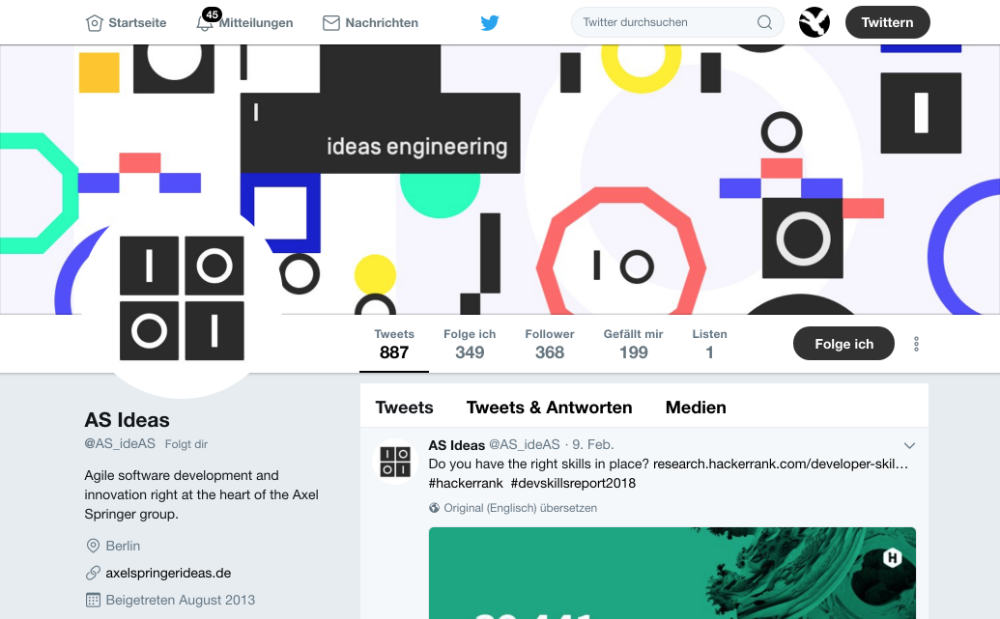 Startseite
45
Mitteilungen
Nachrichten
Twitter durchsuchen
Twittern
I
ideas engineering
I
I O
O
I O
O I
Tweets
887
Folge ich
349
Follower
368
Gefällt mir
199
Listen
1
Folge ich
AS Ideas
@AS_ideAS Folgt dir
Agile software development and
innovation right at the heart of the Axel
Springer group.
Berlin
axelspringerideas.de
Beigetreten August 2013
Tweets Tweets & Antworten Medien
I O
O I
AS Ideas @AS_ideAS · 9. Feb.
Do you have the right skills in place? research.hackerrank.com/developer-skil…
#hackerrank #devskillsreport2018
Original (Englisch) übersetzen
H